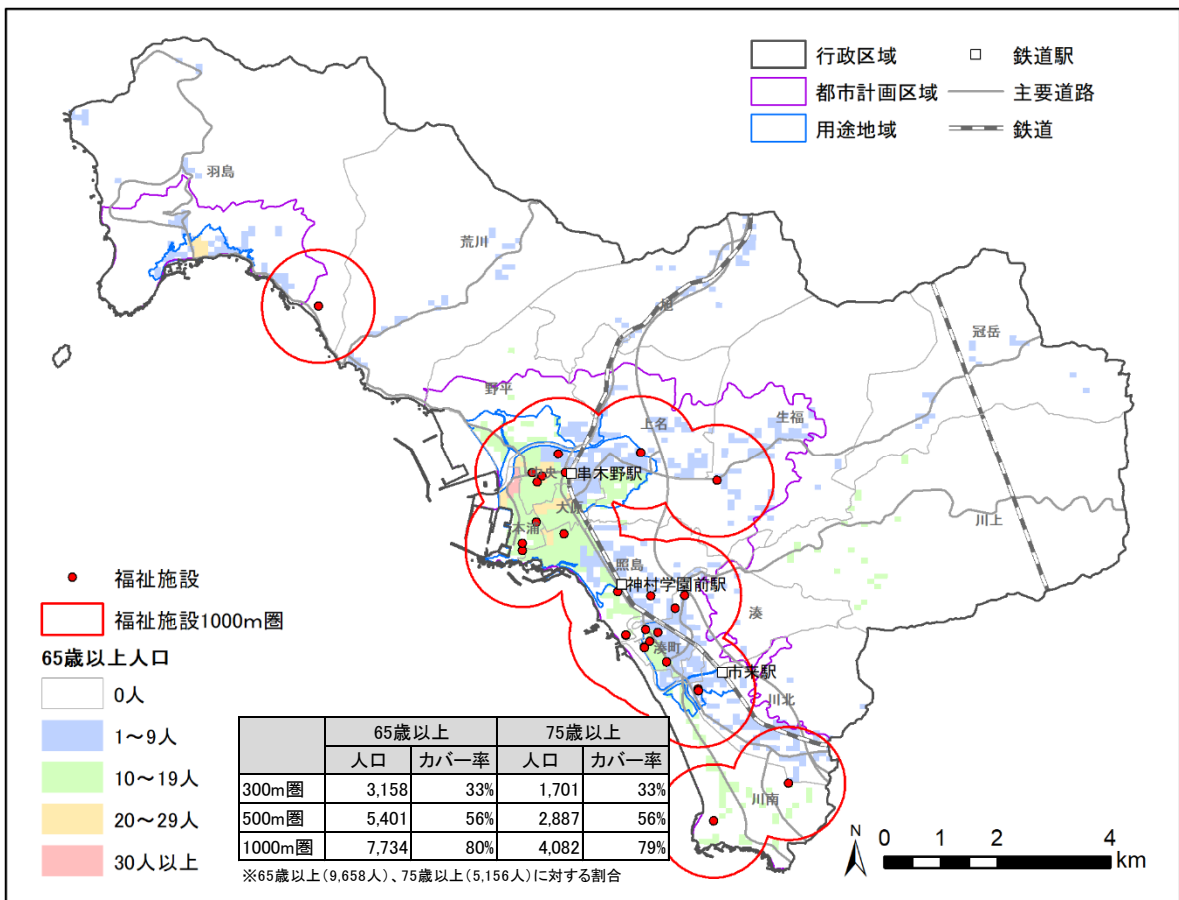 行政区域
鉄道駅
都市計画区域
主要道路
用途地域
鉄道
羽島
荒川
旭
冠岳
野平
上名
生福
中央
串木野駅
大原
川上
本浦
照島
神村学園前駅
湊
湊町
市来駅
川北
川南
福祉施設
福祉施設1000m圏
65歳以上人口
0人
1~9人
10~19人
20~29人
30人以上
65歳以上 75歳以上
人口 カバー率 人口 カバー率
300m圏 3,158 33% 1,701 33%
500m圏 5,401 56% 2,887 56%
1000m圏 7,734 80% 4,082 79%
※65歳以上(9,658人)、75歳以上(5,156人)に対する割合
N
0 1 2 4
km